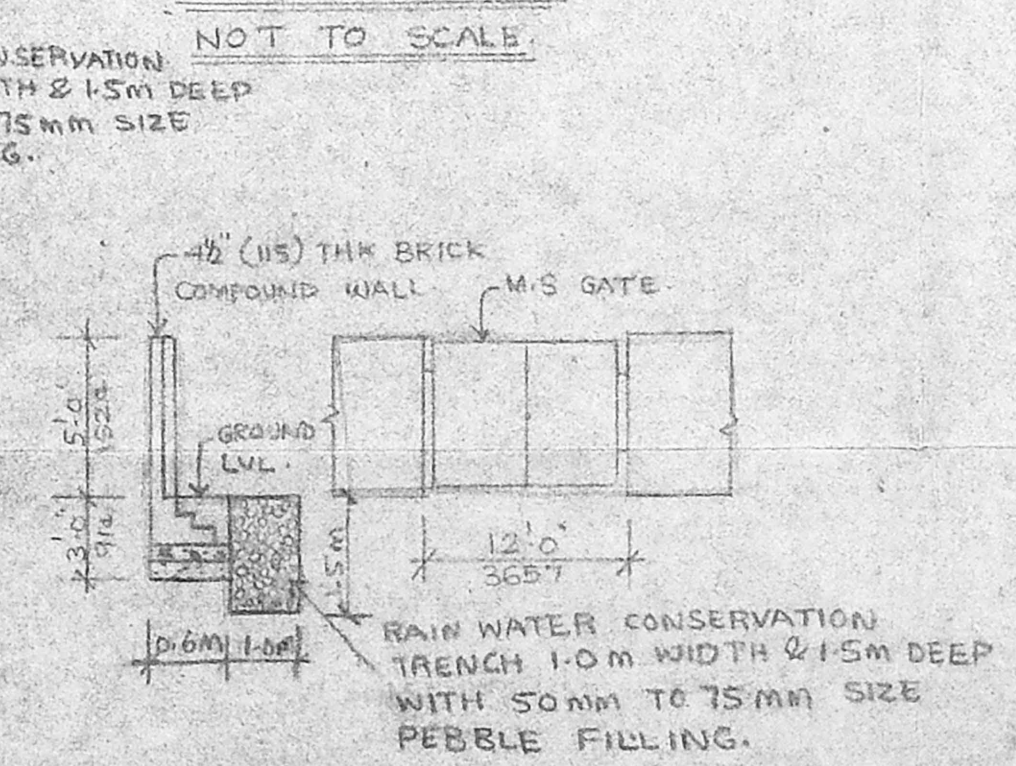 NOT TO SCALE.
NSERVATION
TH & 1.5m DEEP
75mm SIZE
G.
4½" (115) THK BRICK
COMPOUND WALL.
M.S GATE.
5'-0
1524
GROUND
LVL.
3'-0"
914
1.5m
12'-0"
3657
0.6M
1.0M
RAIN WATER CONSERVATION
TRENCH 1.0m WIDTH & 1.5m DEEP
WITH 50mm TO 75mm SIZE
PEBBLE FILLING.